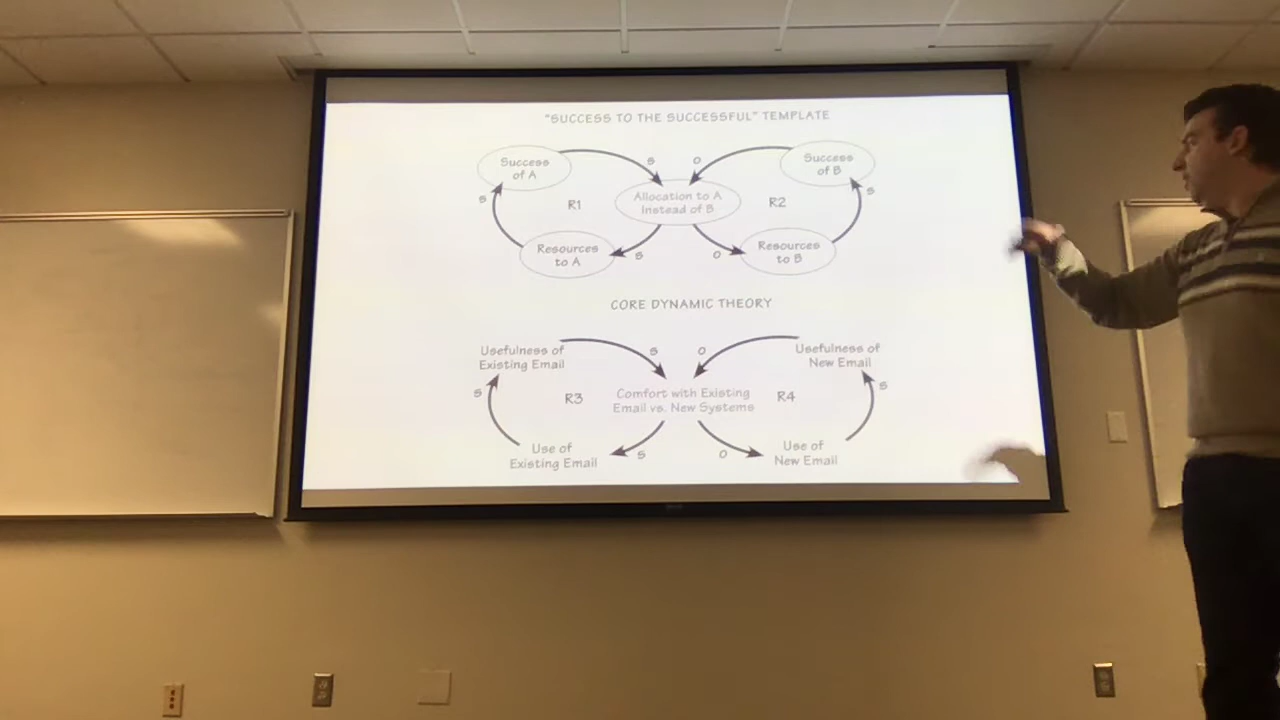 "SUCCESS TO THE SUCCESSFUL" TEMPLATE
Success
of A
s
o
Success
of B
s
R1
Allocation to A
Instead of B
R2
s
Resources
to A
s
o
Resources
to B
CORE DYNAMIC THEORY
Usefulness of
Existing Email
s
o
Usefulness of
New Email
s
R3
Comfort with Existing
Email vs. New Systems
R4
s
Use of
Existing Email
s
o
Use of
New Email